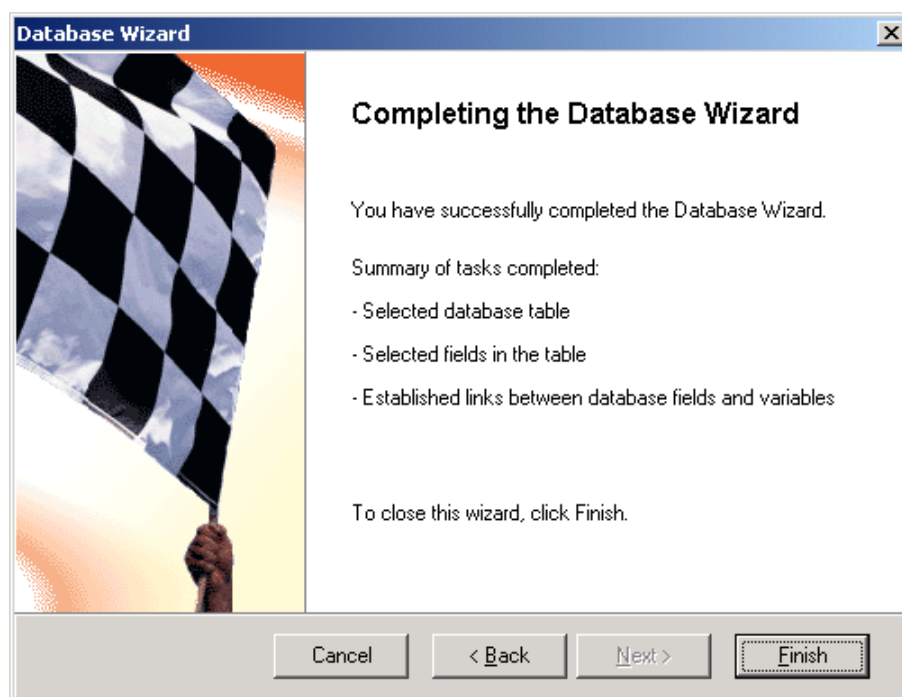 Database Wizard
Completing the Database Wizard
You have successfully completed the Database Wizard.
Summary of tasks completed:
- Selected database table
- Selected fields in the table
- Established links between database fields and variables
To close this wizard, click Finish.
Cancel
< Back
Next >
Finish